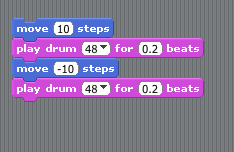 move 10 steps
play drum 48 for 0.2 beats
move -10 steps
play drum 48 for 0.2 beats